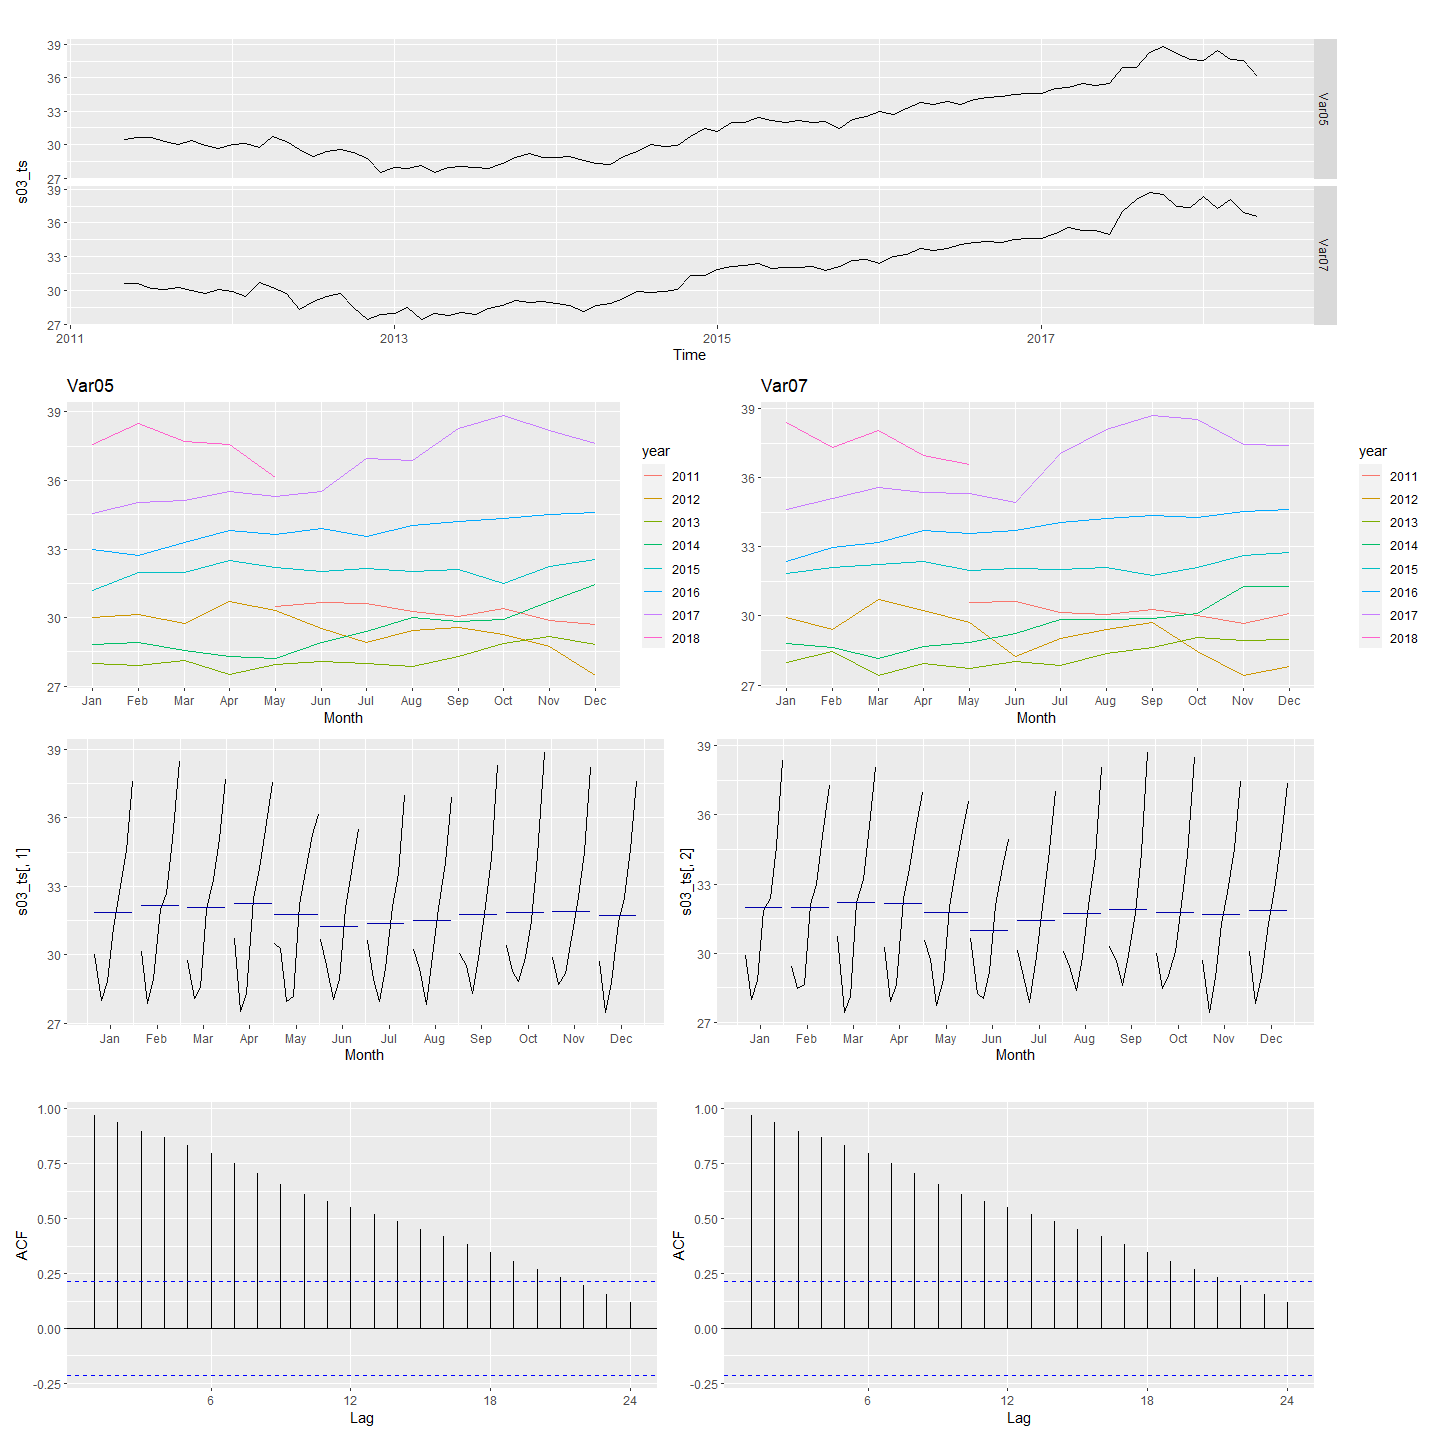 39
36
33
30
27
Var05
s03_ts
39
36
33
30
27
Var07
2011 2013 2015 2017
Time
Var05
39
36
33
30
27
Jan Feb Mar Apr May Jun Jul Aug Sep Oct Nov Dec
Month
year
2011
2012
2013
2014
2015
2016
2017
2018
Var07
39
36
33
30
27
Jan Feb Mar Apr May Jun Jul Aug Sep Oct Nov Dec
Month
year
2011
2012
2013
2014
2015
2016
2017
2018
s03_ts[, 1]
39
36
33
30
27
Jan Feb Mar Apr May Jun Jul Aug Sep Oct Nov Dec
Month
s03_ts[, 2]
39
36
33
30
27
Jan Feb Mar Apr May Jun Jul Aug Sep Oct Nov Dec
Month
ACF
1.00
0.75
0.50
0.25
0.00
-0.25
6 12 18 24
Lag
ACF
1.00
0.75
0.50
0.25
0.00
-0.25
6 12 18 24
Lag